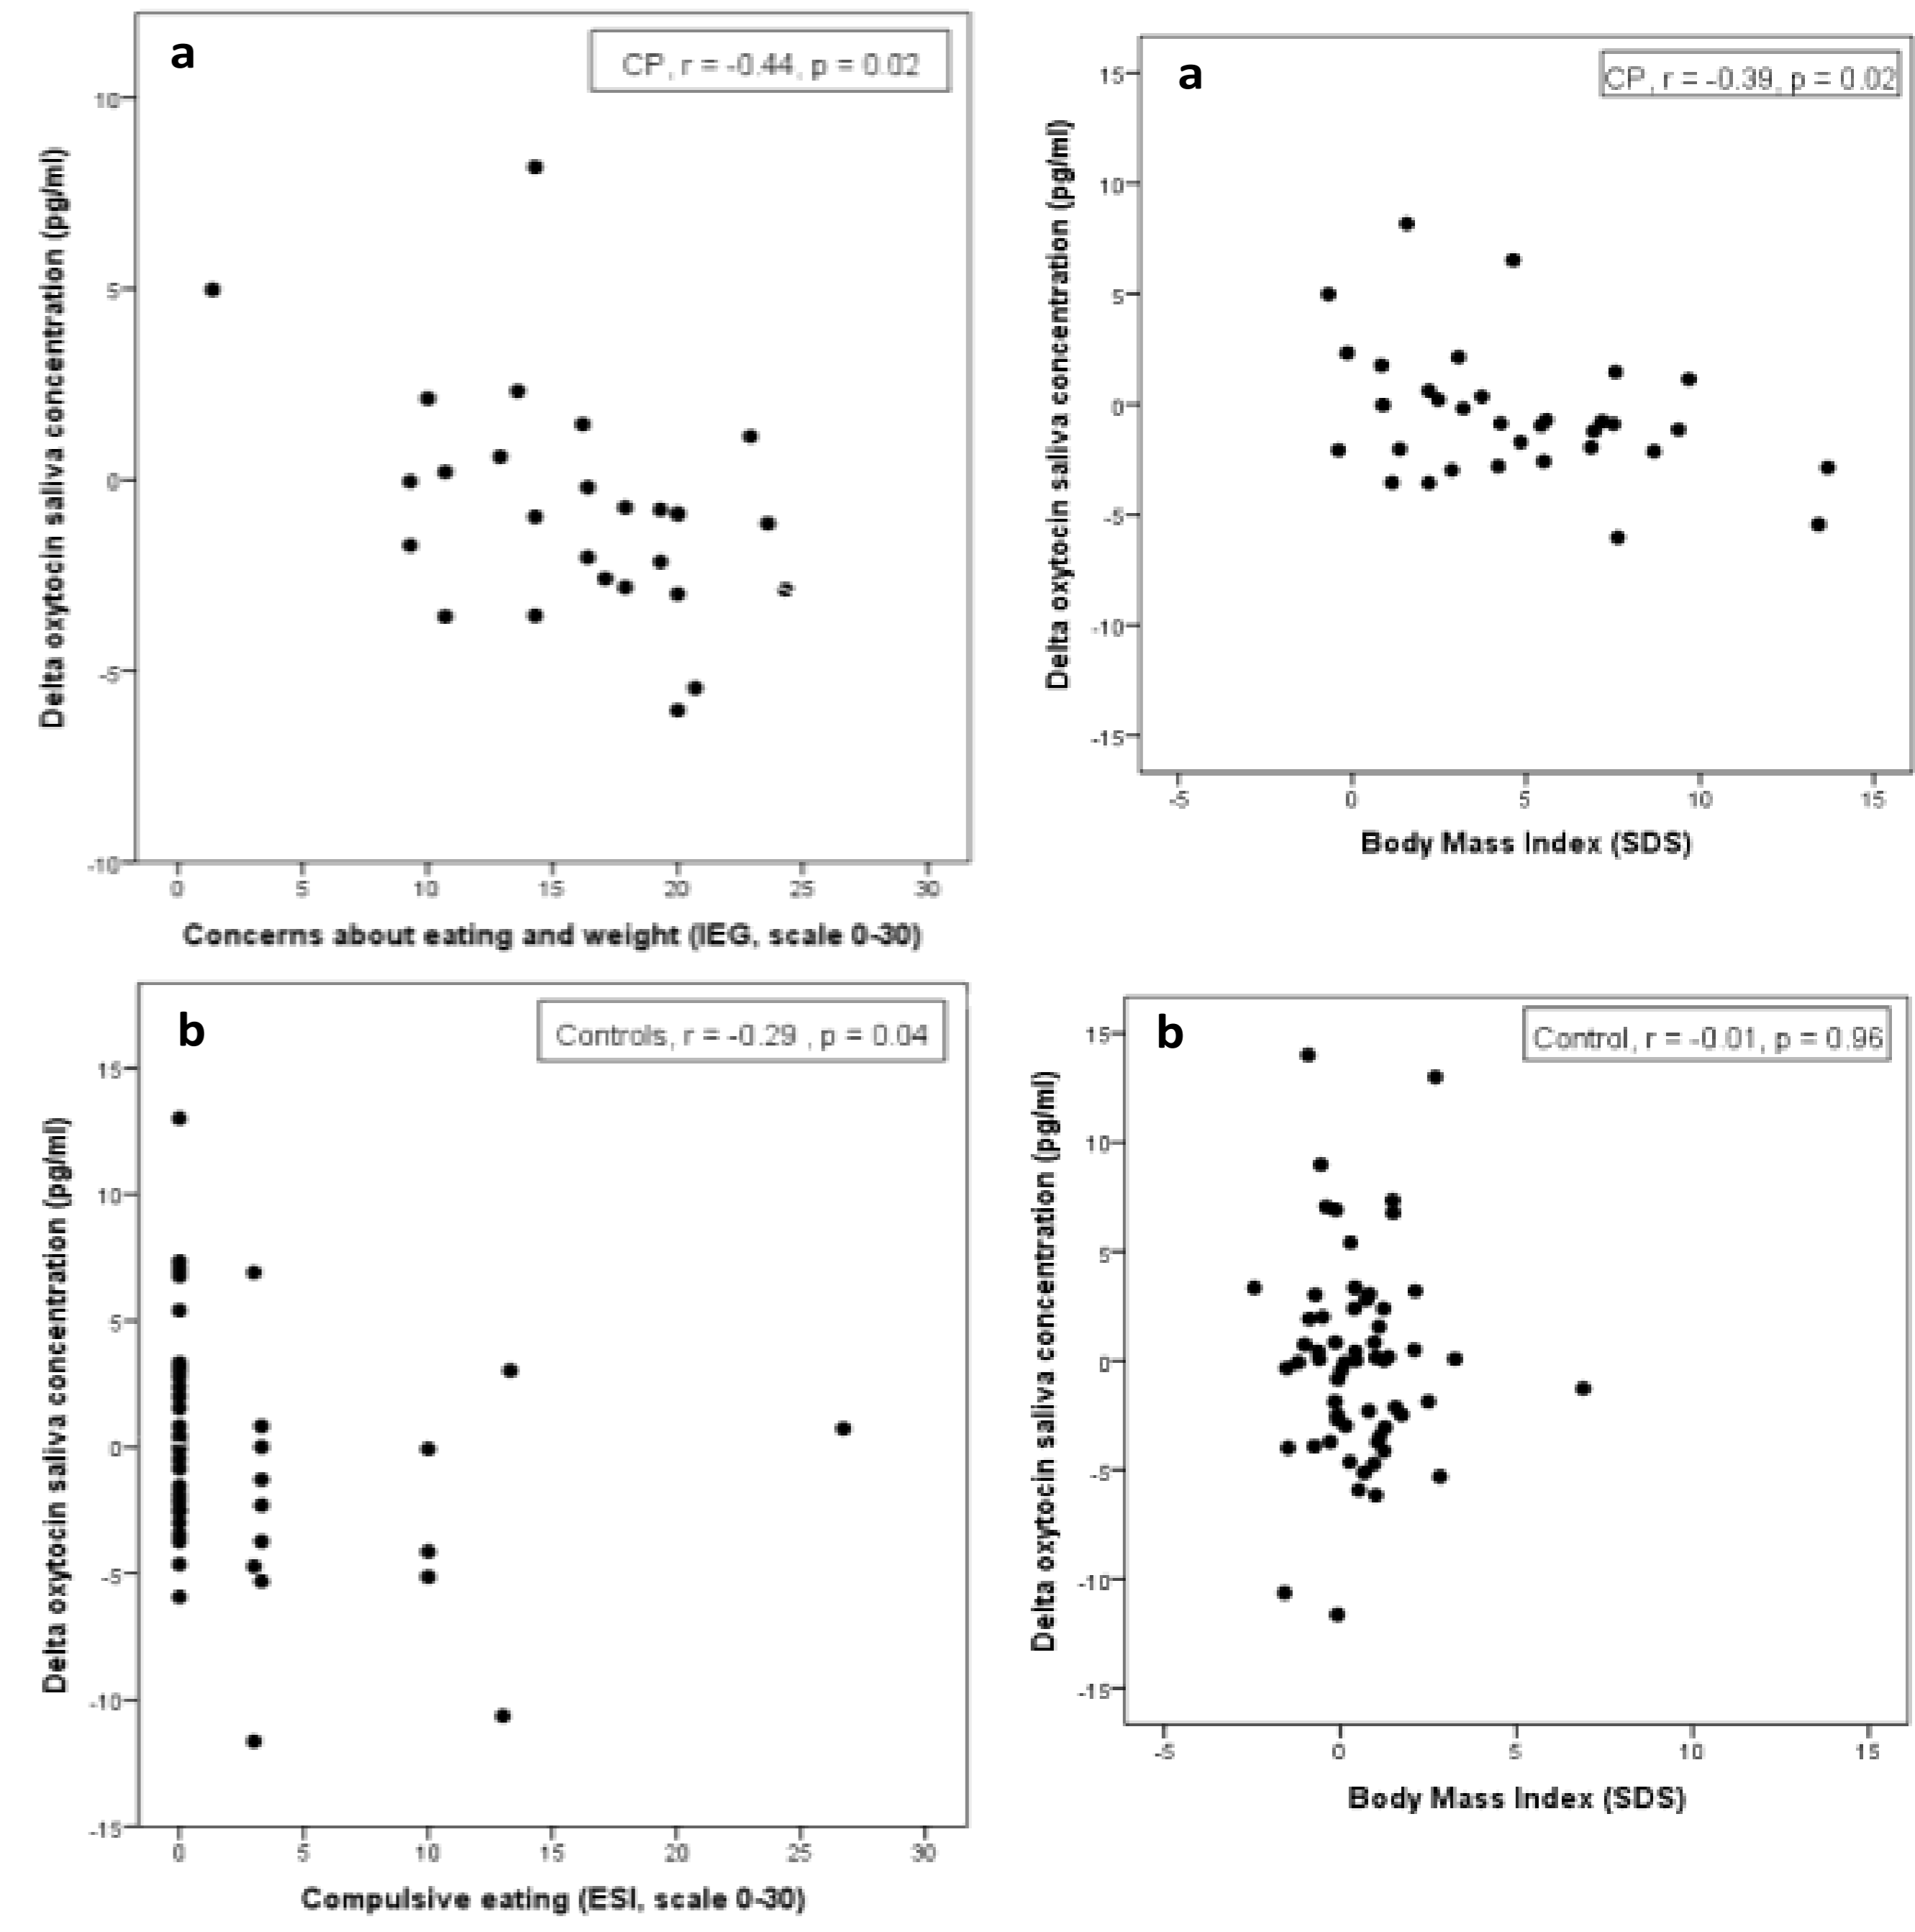 a
CP, r = -0.44, p = 0.02
10
5
0
-5
-10
Delta oxytocin saliva concentration (pg/ml)
0 5 10 15 20 25 30
Concerns about eating and weight (IEG, scale 0-30)
a
CP, r = -0.39, p = 0.02
15
10
5
0
-5
-10
-15
Delta oxytocin saliva concentration (pg/ml)
-5 0 5 10 15
Body Mass Index (SDS)
b
Controls, r = -0.29 , p = 0.04
15
10
5
0
-5
-10
-15
Delta oxytocin saliva concentration (pg/ml)
0 5 10 15 20 25 30
Compulsive eating (ESI, scale 0-30)
b
Control, r = -0.01, p = 0.96
15
10
5
0
-5
-10
-15
Delta oxytocin saliva concentration (pg/ml)
-5 0 5 10 15
Body Mass Index (SDS)